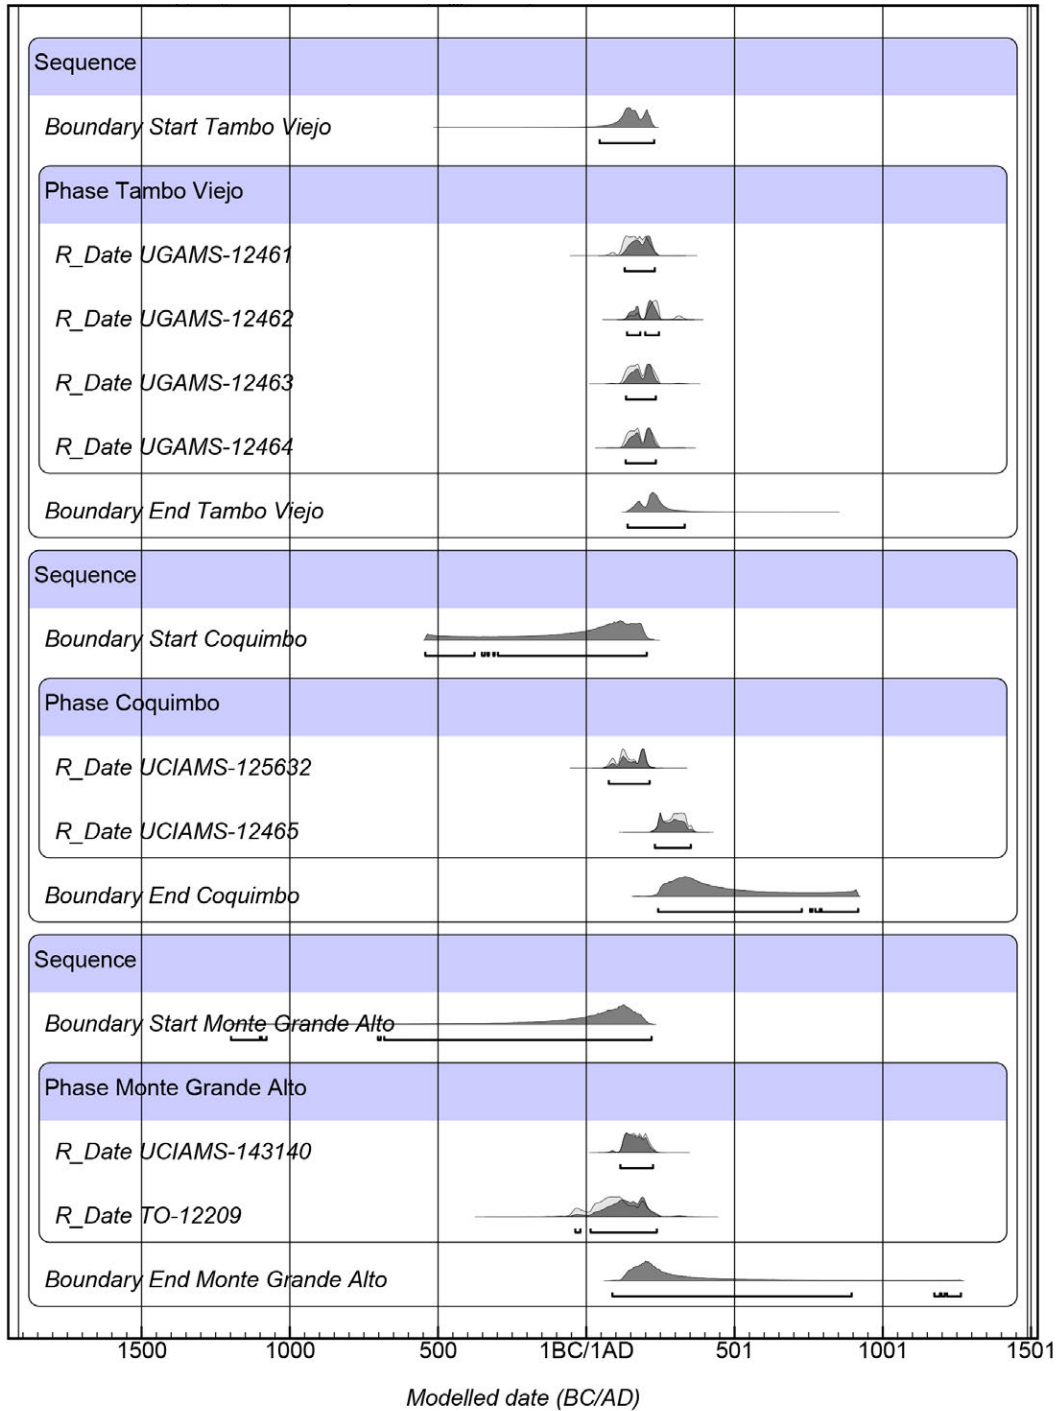 Sequence
Boundary Start Tambo Viejo
Phase Tambo Viejo
R_Date UGAMS-12461
R_Date UGAMS-12462
R_Date UGAMS-12463
R_Date UGAMS-12464
Boundary End Tambo Viejo
Sequence
Boundary Start Coquimbo
Phase Coquimbo
R_Date UCIAMS-125632
R_Date UCIAMS-12465
Boundary End Coquimbo
Sequence
Boundary Start Monte Grande Alto
Phase Monte Grande Alto
R_Date UCIAMS-143140
R_Date TO-12209
Boundary End Monte Grande Alto
1500 1000 500 1BC/1AD 501 1001 1501
Modelled date (BC/AD)